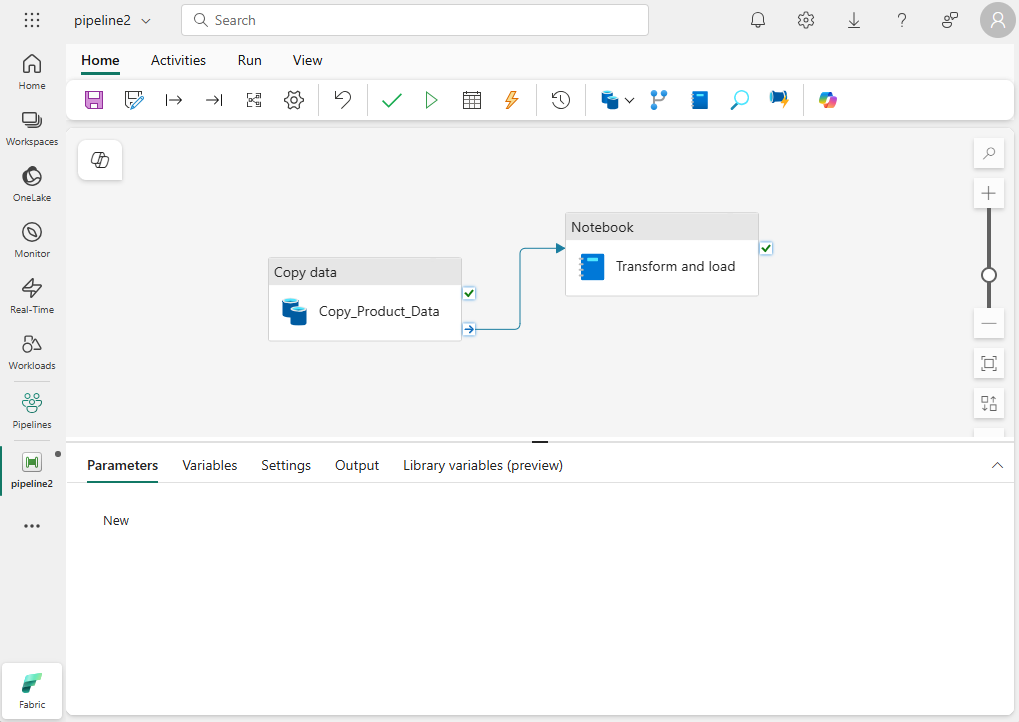 pipeline2
Search
Home
Activities
Run
View
Home
Workspaces
OneLake
Monitor
Real-Time
Workloads
Pipelines
pipeline2
Fabric
Copy data
Copy_Product_Data
Notebook
Transform and load
Parameters
Variables
Settings
Output
Library variables (preview)
New